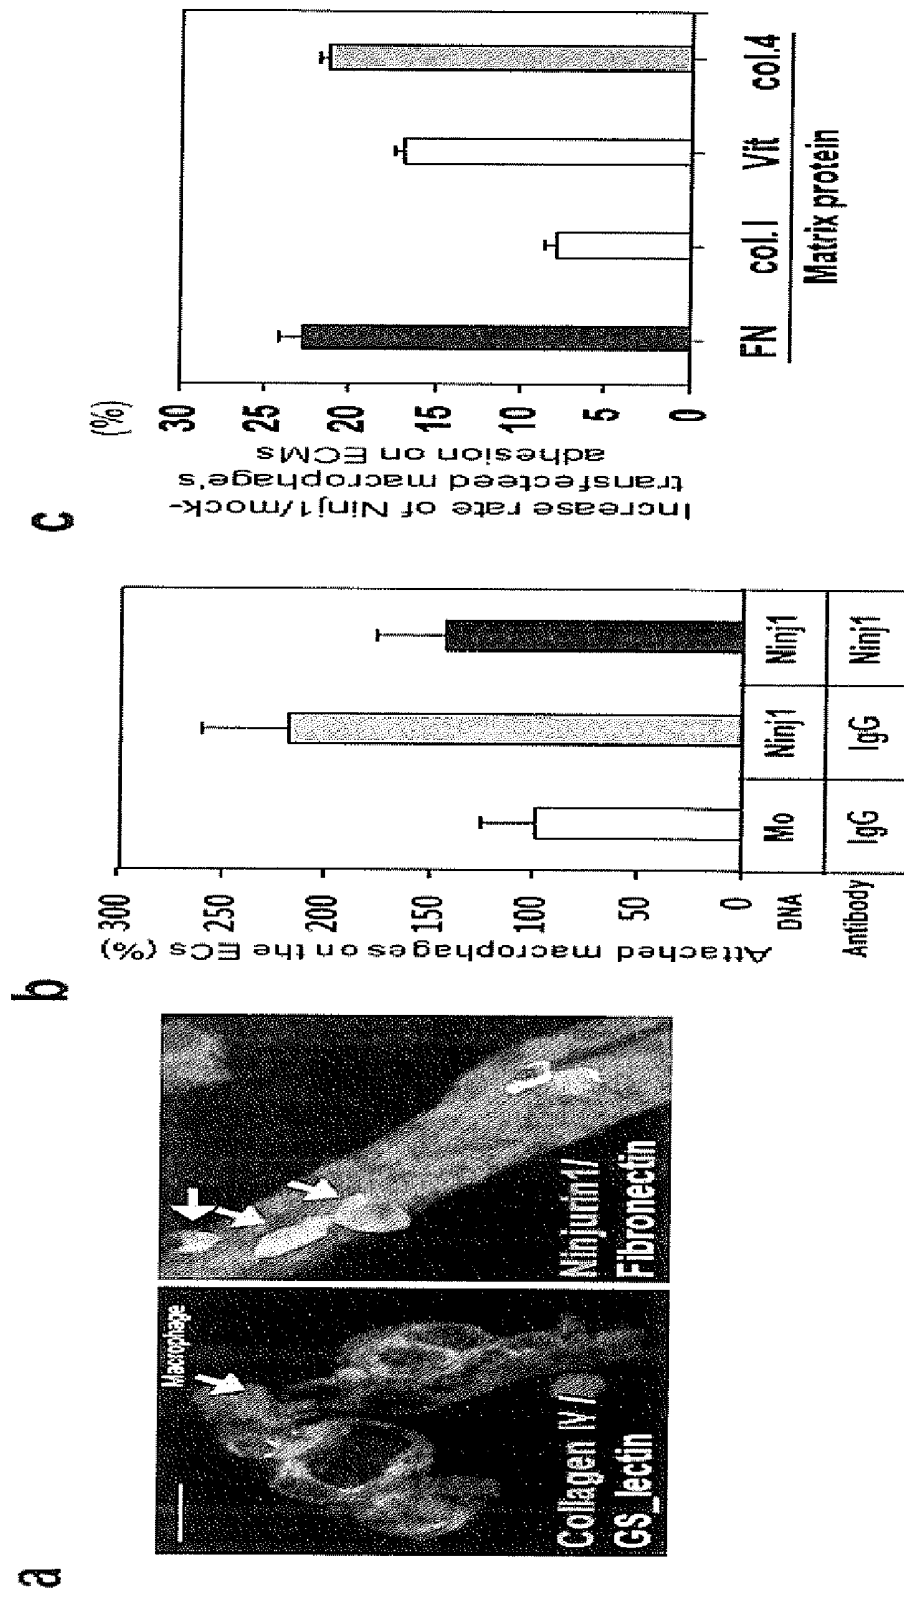 a
Macrophage
Collagen IV /
GS_lectin
Ninjurin1/
Fibronectin
b
Attached macrophages on the ECs (%)
300
250
200
150
100
50
0
DNA
Mo
Ninj1
Ninj1
Antibody
IgG
IgG
Ninj1
c
(%)
Increase rate of Ninj1/mock-
transfecteed macrophage's
adhesion on ECMs
30
25
20
15
10
5
0
FN
col.I
Vit
col.4
Matrix protein